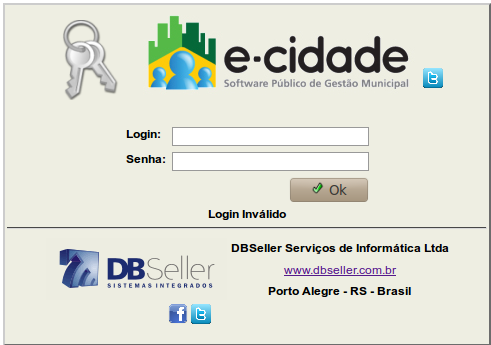 e-cidade
Software Público de Gestão Municipal
Login:
Senha:
Ok
Login Inválido
DBSeller
SISTEMAS INTEGRADOS
DBSeller Serviços de Informática Ltda
www.dbseller.com.br
Porto Alegre - RS - Brasil